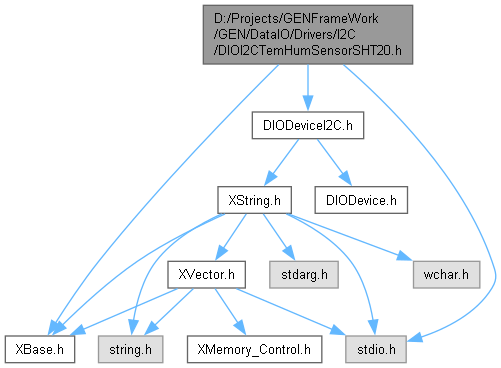 D:/Projects/GENFrameWork
/GEN/DataIO/Drivers/I2C
/DIOI2CTemHumSensorSHT20.h
DIODeviceI2C.h
XString.h
DIODevice.h
XVector.h
stdarg.h
wchar.h
XBase.h
string.h
XMemory_Control.h
stdio.h